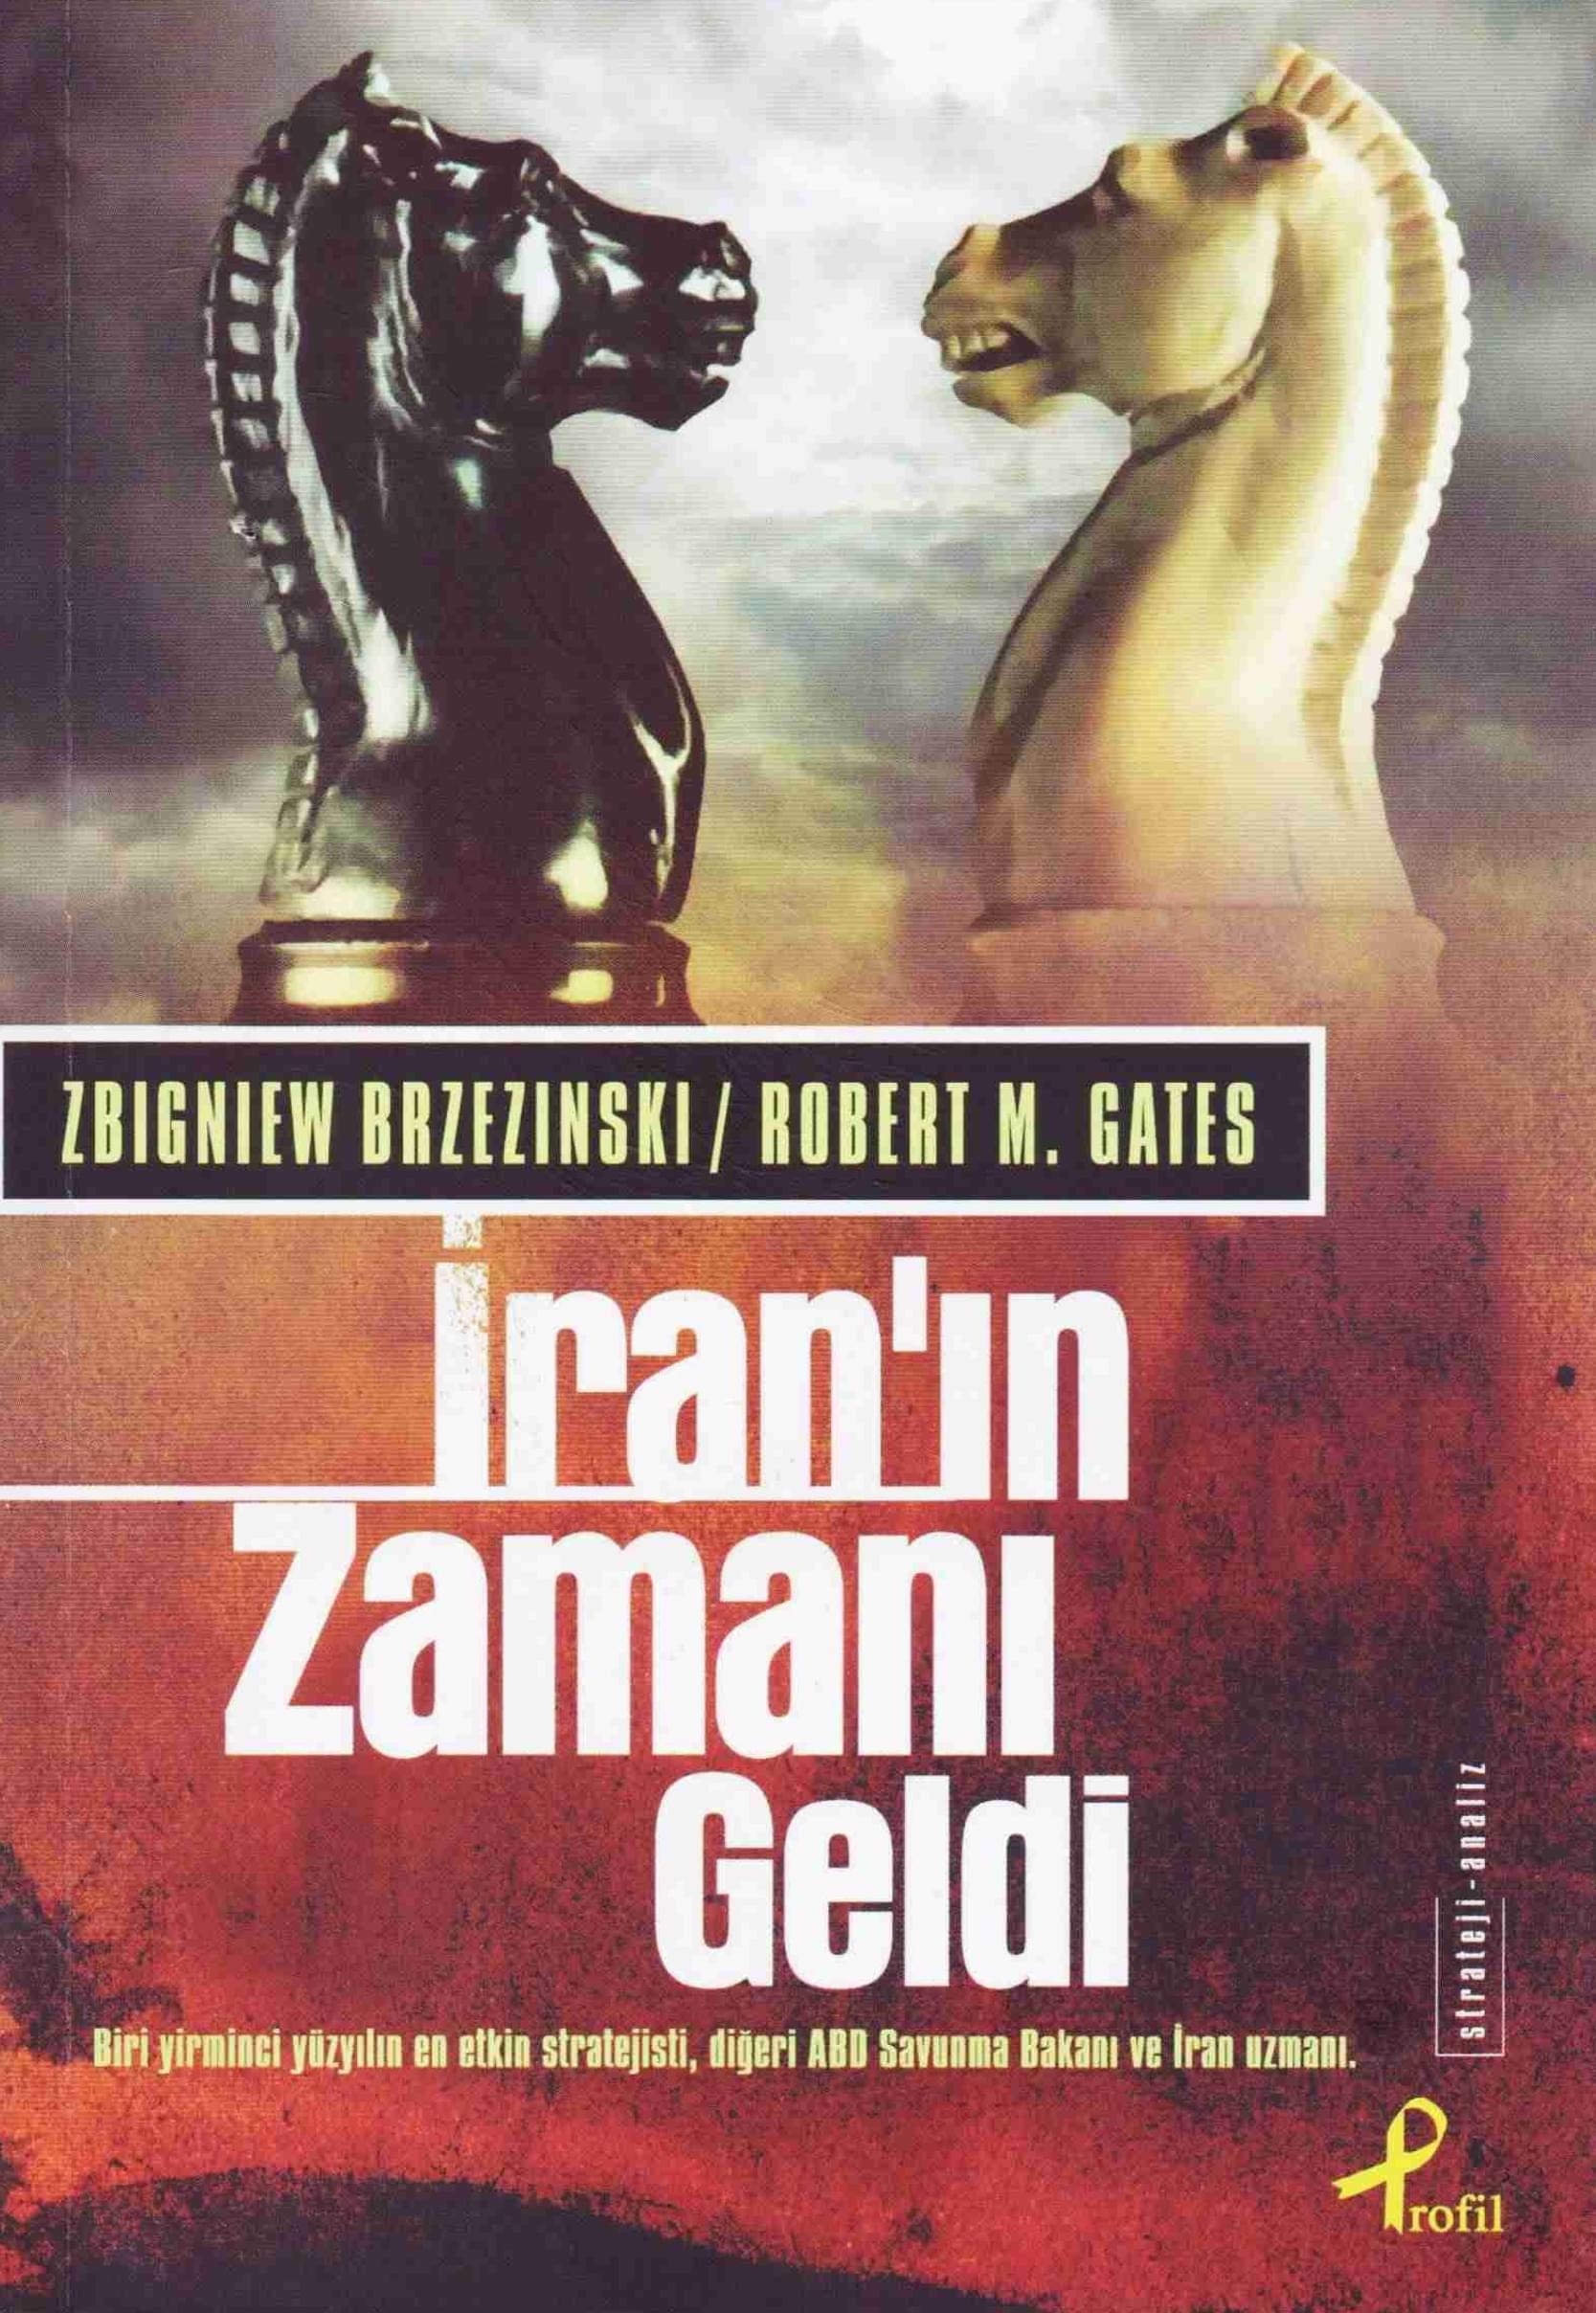 ZBIGNIEW BRZEZINSKI / ROBERT M. GATES
İran'ın
Zamanı
Geldi
Biri yirminci yüzyılın en etkin stratejisti, diğeri ABD Savunma Bakanı ve İran uzmanı.
strateji-analiz
Profil